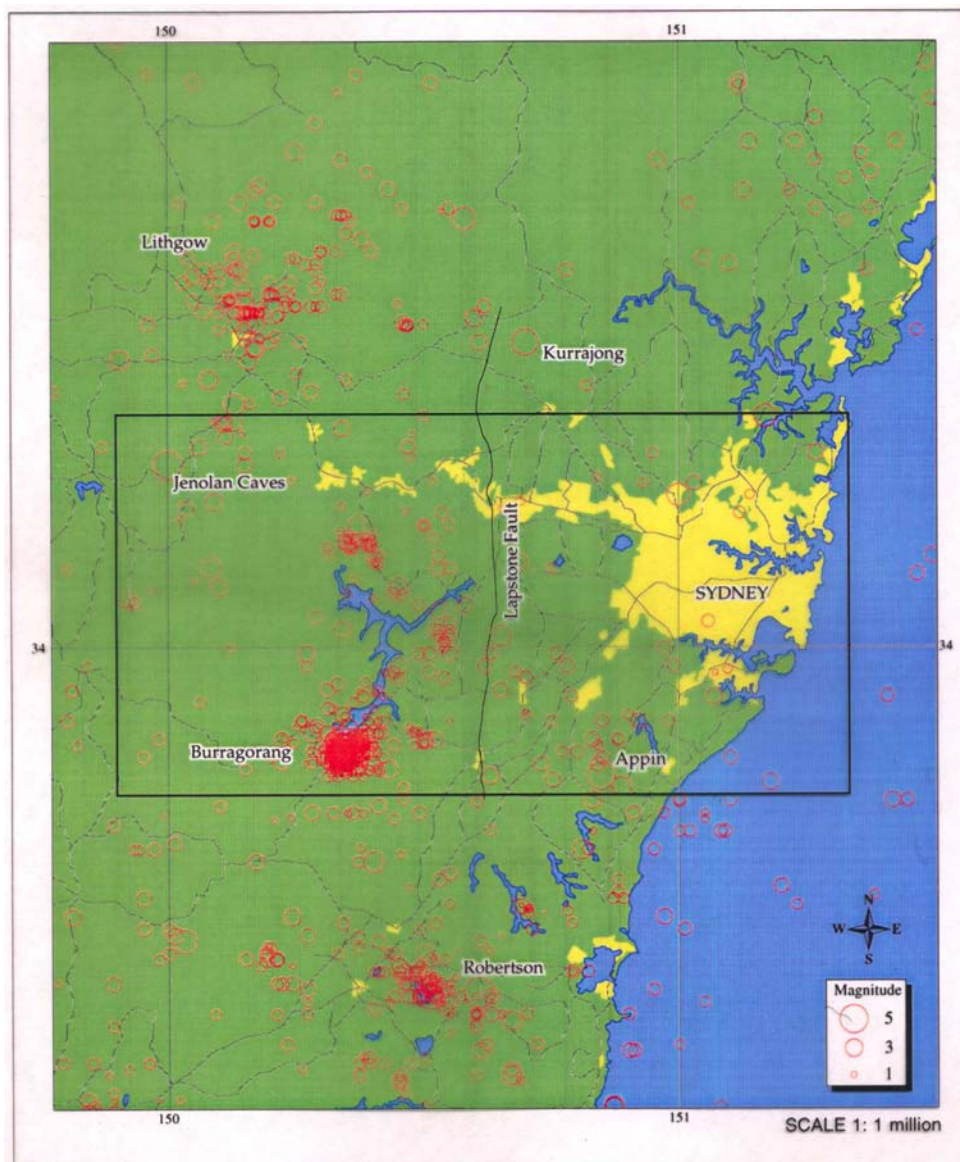 150 151
Lithgow
Kurrajong
Jenolan Caves
Lapstone Fault
SYDNEY
34 34
Burragorang
Appin
N
W E
S
Robertson
Magnitude
5
3
1
150 151
SCALE 1: 1 million